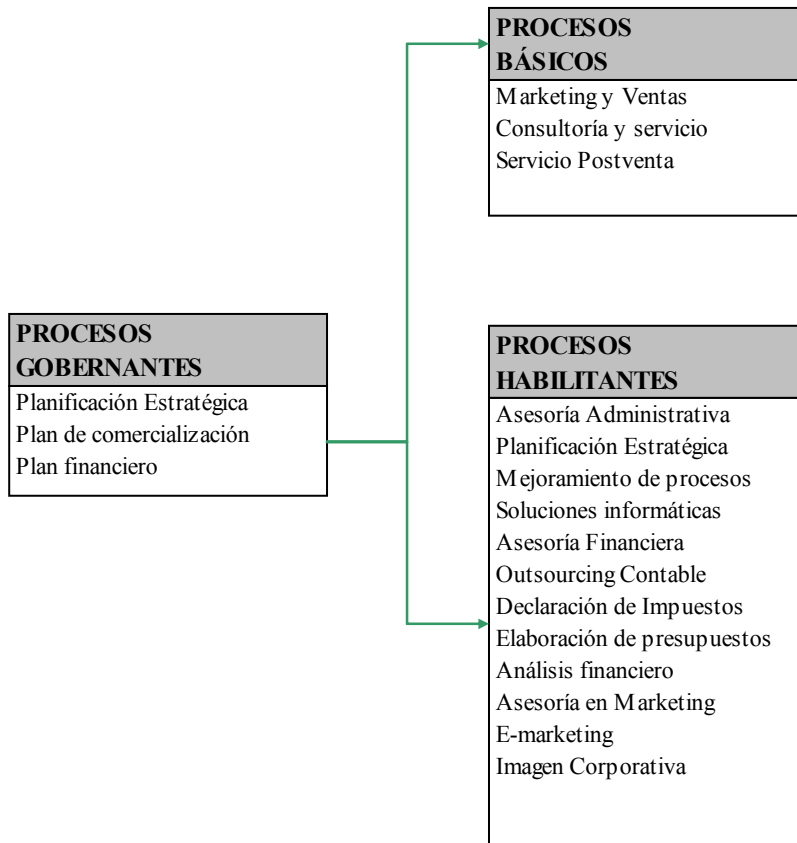 PROCESOS
BÁSICOS
Marketing y Ventas
Consultoría y servicio
Servicio Postventa
PROCESOS
GOBERNANTES
Planificación Estratégica
Plan de comercialización
Plan financiero
PROCESOS
HABILITANTES
Asesoría Administrativa
Planificación Estratégica
Mejoramiento de procesos
Soluciones informáticas
Asesoría Financiera
Outsourcing Contable
Declaración de Impuestos
Elaboración de presupuestos
Análisis financiero
Asesoría en Marketing
E-marketing
Imagen Corporativa